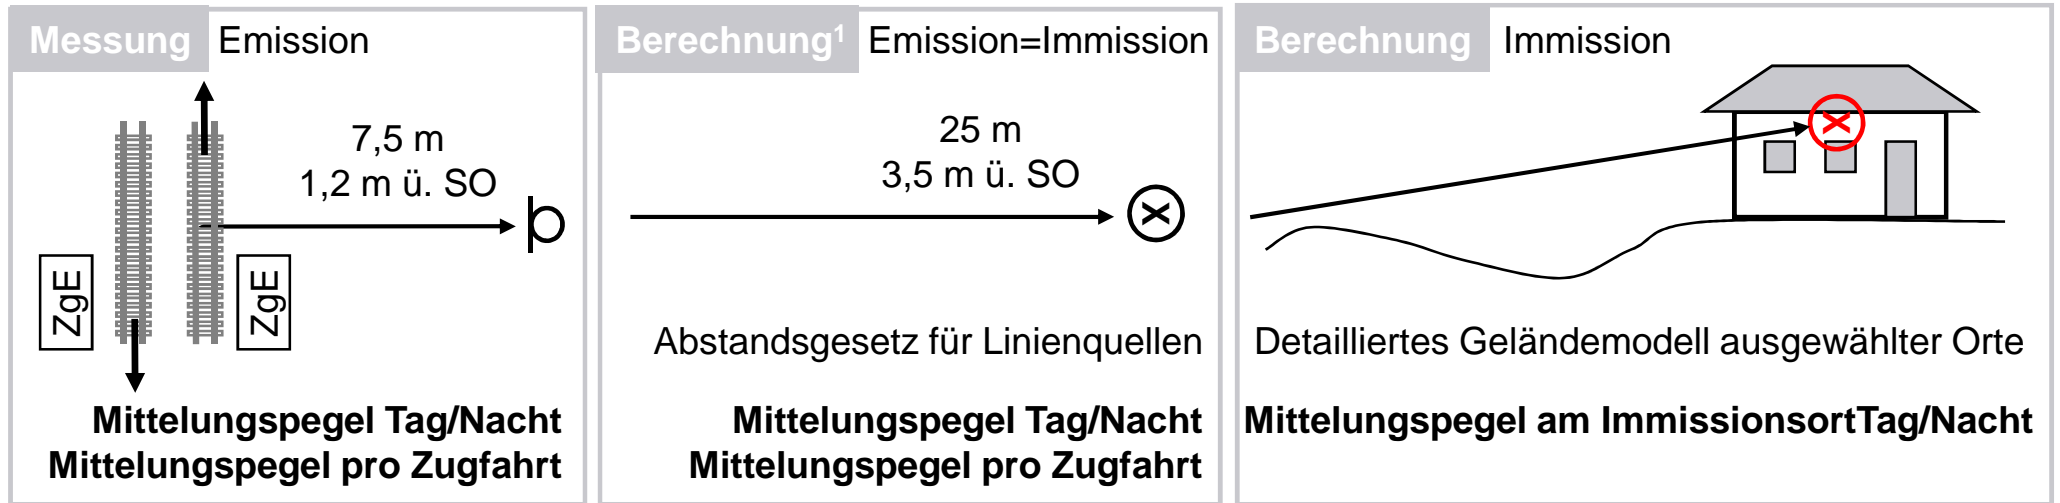 Messung Emission
7,5 m
1,2 m ü. SO
ZgE
ZgE
Mittelungspegel Tag/Nacht
Mittelungspegel pro Zugfahrt
Berechnung¹ Emission=Immission
25 m
3,5 m ü. SO
X
Abstandsgesetz für Linienquellen
Mittelungspegel Tag/Nacht
Mittelungspegel pro Zugfahrt
Berechnung Immission
X
Detailliertes Geländemodell ausgewählter Orte
Mittelungspegel am ImmissionsortTag/Nacht